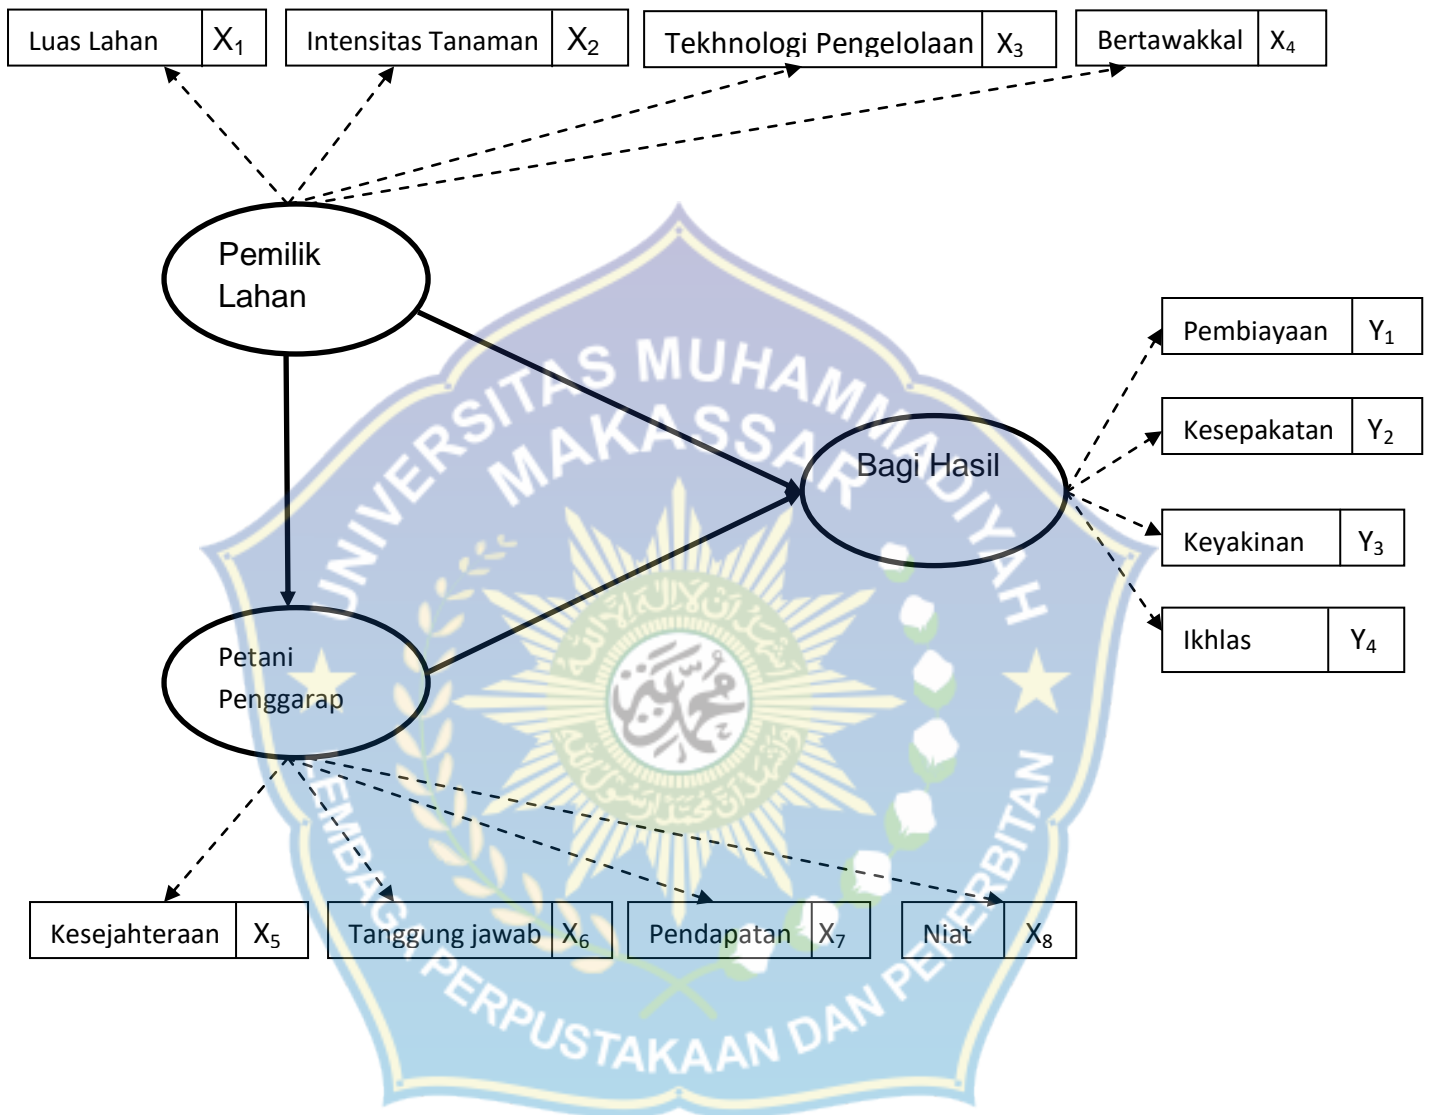 Luas Lahan X1 Intensitas Tanaman X2 Tekhnologi Pengelolaan X3 Bertawakkal X4
Pemilik
Lahan
Pembiayaan Y1
Kesepakatan Y2
Bagi Hasil
Keyakinan Y3
Ikhlas Y4
Petani
Penggarap
Kesejahteraan X5 Tanggung jawab X6 Pendapatan X7 Niat X8
UNIVERSITAS MUHAMMADIYAH
MAKASSAR
محمد
LEMBAGA PERPUSTAKAAN DAN PENERBITAN